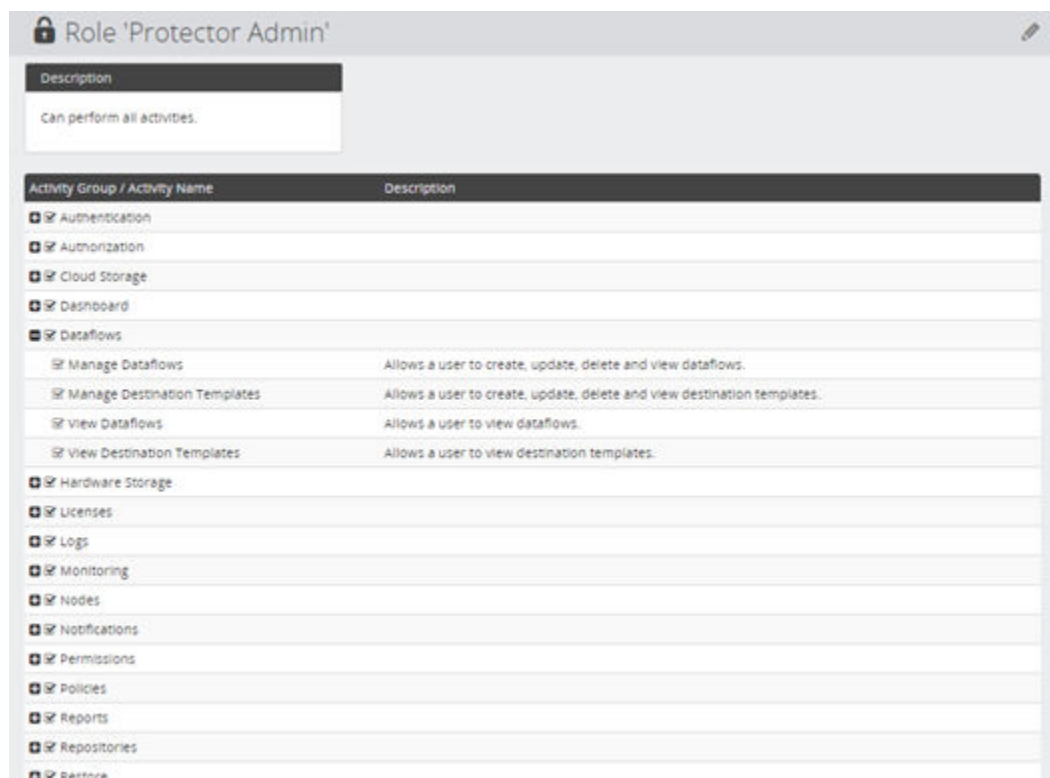 Role 'Protector Admin'
Description
Can perform all activities.
Activity Group / Activity Name Description
Authentication
Authorization
Cloud Storage
Dashboard
Dataflows
Manage Dataflows Allows a user to create, update, delete and view dataflows.
Manage Destination Templates Allows a user to create, update, delete and view destination templates.
View Dataflows Allows a user to view dataflows.
View Destination Templates Allows a user to view destination templates.
Hardware Storage
Licenses
Logs
Monitoring
Nodes
Notifications
Permissions
Policies
Reports
Repositories
Restore